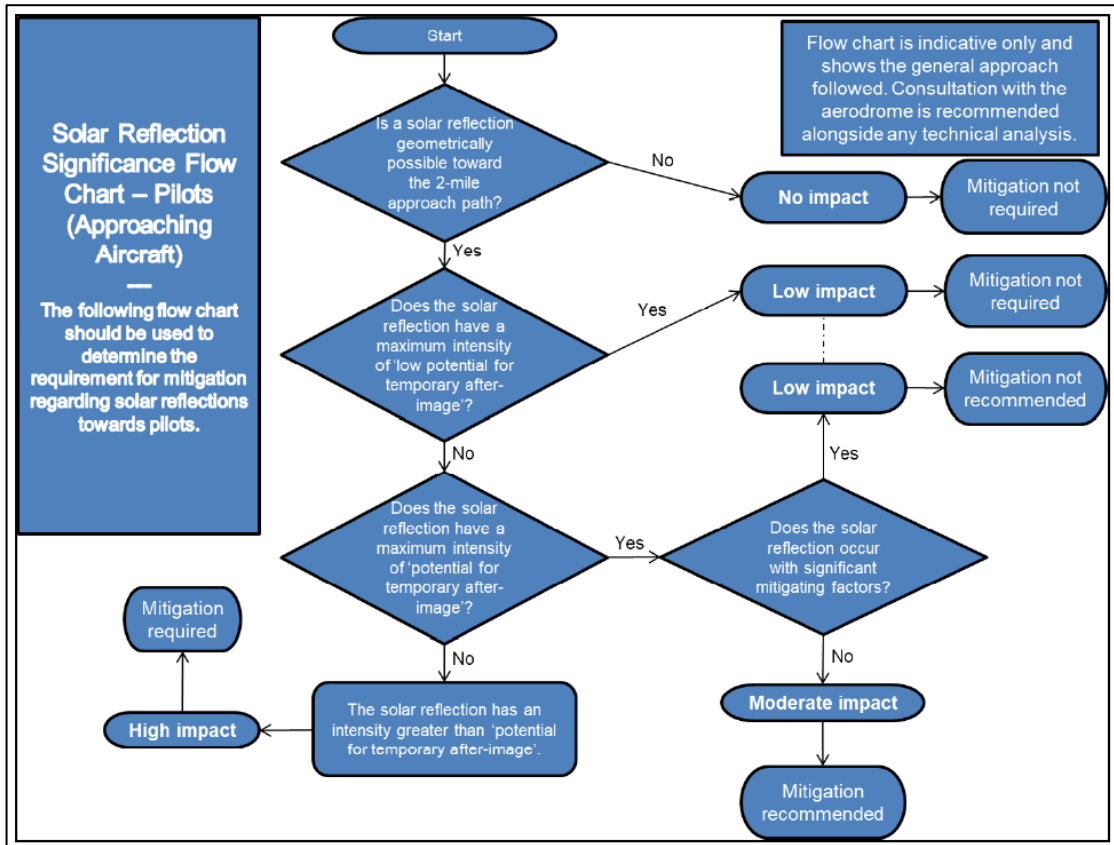 Solar Reflection
Significance Flow
Chart – Pilots
(Approaching
Aircraft)
---
The following flow chart
should be used to
determine the
requirement for mitigation
regarding solar reflections
towards pilots.
Start
Flow chart is indicative only and
shows the general approach
followed. Consultation with the
aerodrome is recommended
alongside any technical analysis.
Is a solar reflection
geometrically
possible toward
the 2-mile
approach path?
No
No impact
Mitigation not
required
Yes
Does the solar
reflection have a
maximum intensity
of ‘low potential for
temporary after-
image’?
Yes
Low impact
Mitigation not
required
Low impact
Mitigation not
recommended
No
Yes
Does the solar
reflection have a
maximum intensity
of ‘potential for
temporary after-
image’?
Yes
Does the solar
reflection occur
with significant
mitigating factors?
No
Moderate impact
Mitigation
recommended
No
The solar reflection has an
intensity greater than ‘potential
for temporary after-image’.
High impact
Mitigation
required